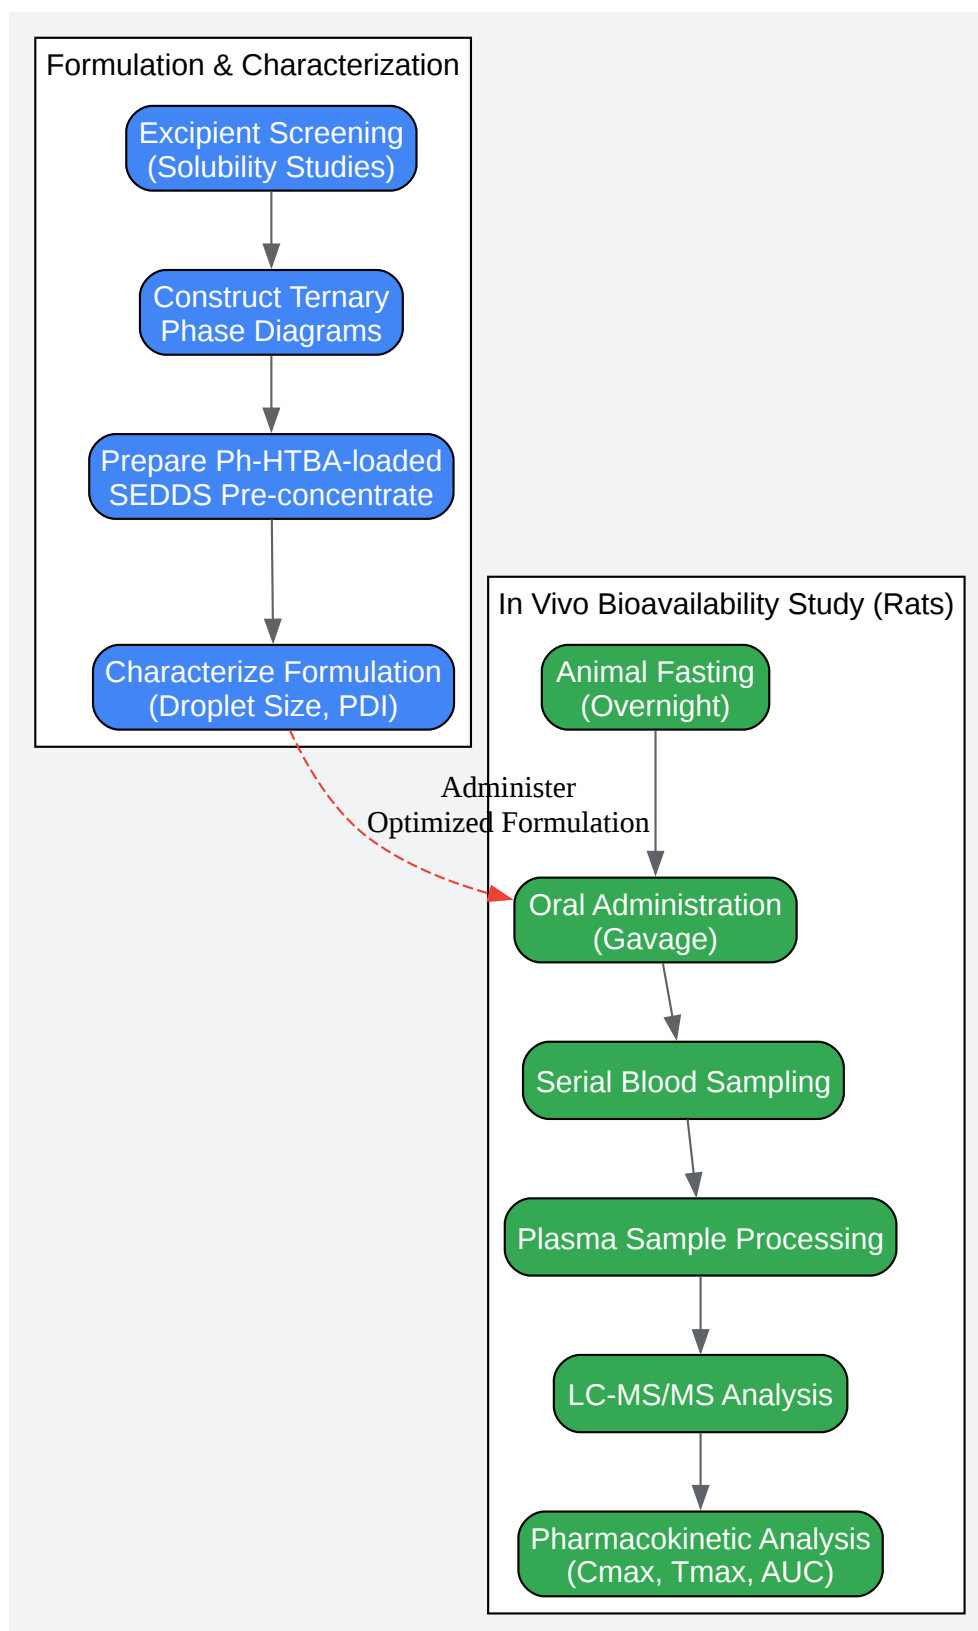 Formulation & Characterization
Excipient Screening
(Solubility Studies)
Construct Ternary
Phase Diagrams
Prepare Ph-HTBA-loaded
SEDDS Pre-concentrate
Characterize Formulation
(Droplet Size, PDI)
In Vivo Bioavailability Study (Rats)
Animal Fasting
(Overnight)
Administer
Optimized Formulation
Oral Administration
(Gavage)
Serial Blood Sampling
Plasma Sample Processing
LC-MS/MS Analysis
Pharmacokinetic Analysis
(Cmax, Tmax, AUC)